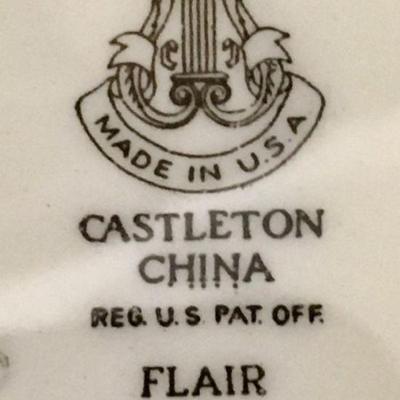 MADE IN U.S.A
CASTLETON
CHINA
REG. U.S. PAT. OFF.
FLAIR